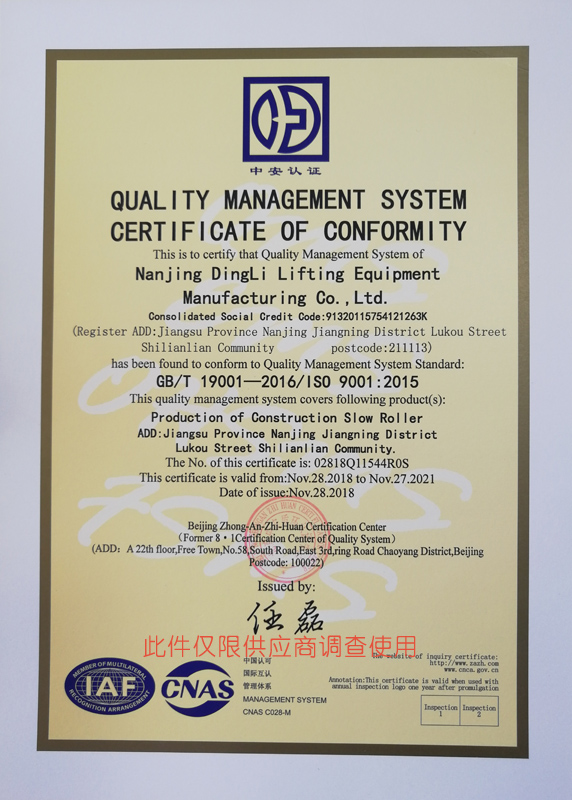 中安认证
QUALITY MANAGEMENT SYSTEM
CERTIFICATE OF CONFORMITY
This is to certify that Quality Management System of
Nanjing DingLi Lifting Equipment
Manufacturing Co.,Ltd.
Consolidated Social Credit Code:91320115754121263K
(Register ADD:Jiangsu Province Nanjing Jiangning District Lukou Street
Shilianlian Community postcode:211113)
has been found to conform to Quality Management System Standard:
GB/T 19001—2016/ISO 9001:2015
This quality management system covers following product(s):
Production of Construction Slow Roller
ADD:Jiangsu Province Nanjing Jiangning District
Lukou Street Shilianlian Community.
The No. of this certificate is: 02818Q11544R0S
This certificate is valid from:Nov.28.2018 to Nov.27.2021
Date of issue:Nov.28.2018
Beijing Zhong-An-Zhi-Huan Certification Center
(Former 8·1Certification Center of Quality System)
(ADD: A 22th floor,Free Town,No.58,South Road,East 3rd,ring Road Chaoyang District,Beijing
Postcode: 100022)
Issued by:
任磊
此件仅限供应商调查使用
MEMBER OF MULTILATERAL
IAF
RECOGNITION ARRANGEMENT
CNAS
中国认可
国际互认
管理体系
MANAGEMENT SYSTEM
CNAS C028-M
The website of inquiry certificate:
http://www.zazh.com
www.cnca.gov.cn
Annotation:This certificate is valid when used with
annual inspection logo one year after promulgation
Inspection 1
Inspection 2